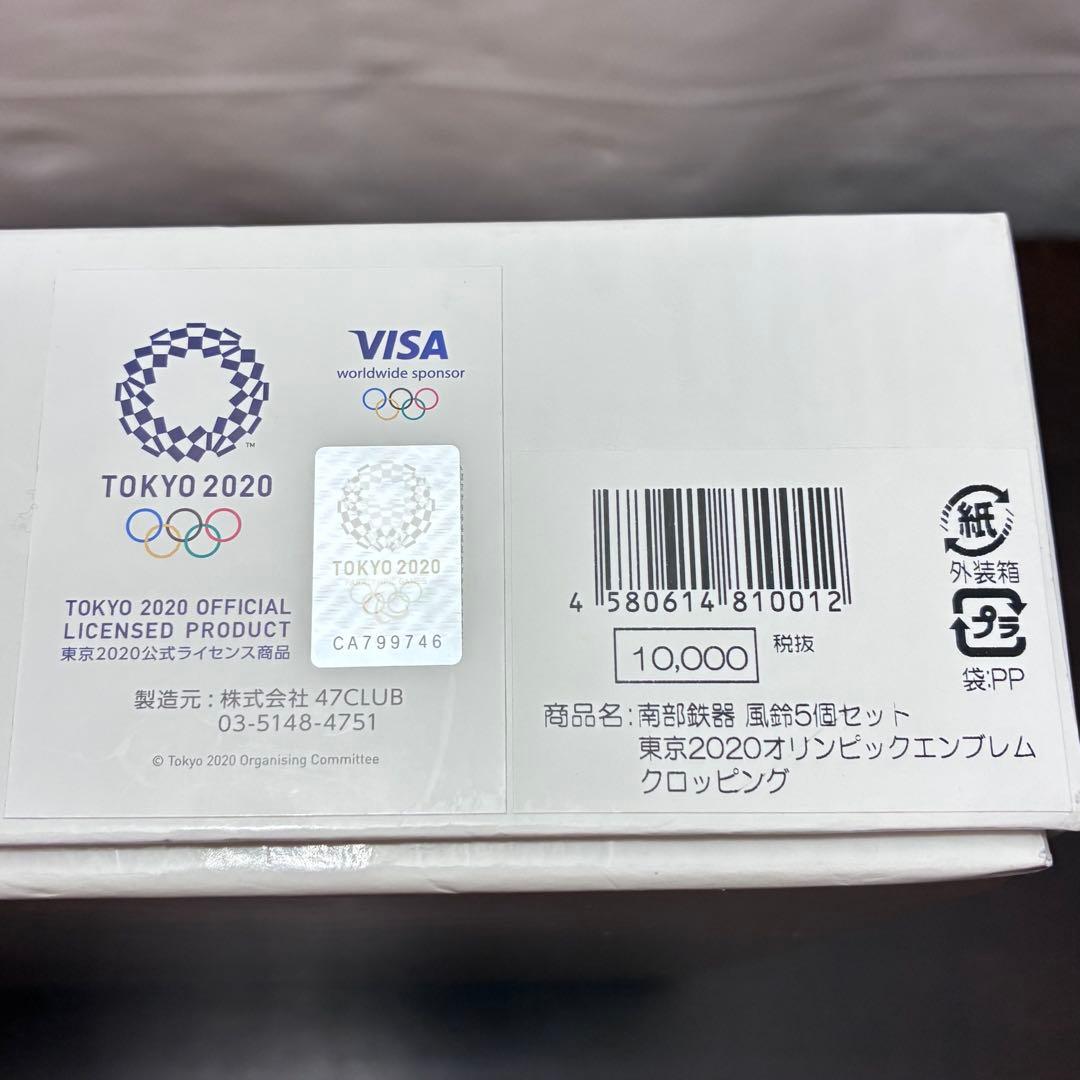 VISA
worldwide sponsor
TM
TOKYO 2020
TOKYO 2020 OFFICIAL
LICENSED PRODUCT
東京2020公式ライセンス商品
TOKYO 2020
PARALYMPIC GAMES
CA799746
製造元:株式会社 47CLUB
03-5148-4751
© Tokyo 2020 Organising Committee
4 580614 810012
10,000 税抜
商品名:南部鉄器 風鈴5個セット
東京2020オリンピックエンブレム
クロッピング
紙
外装箱
プラ
袋:PP